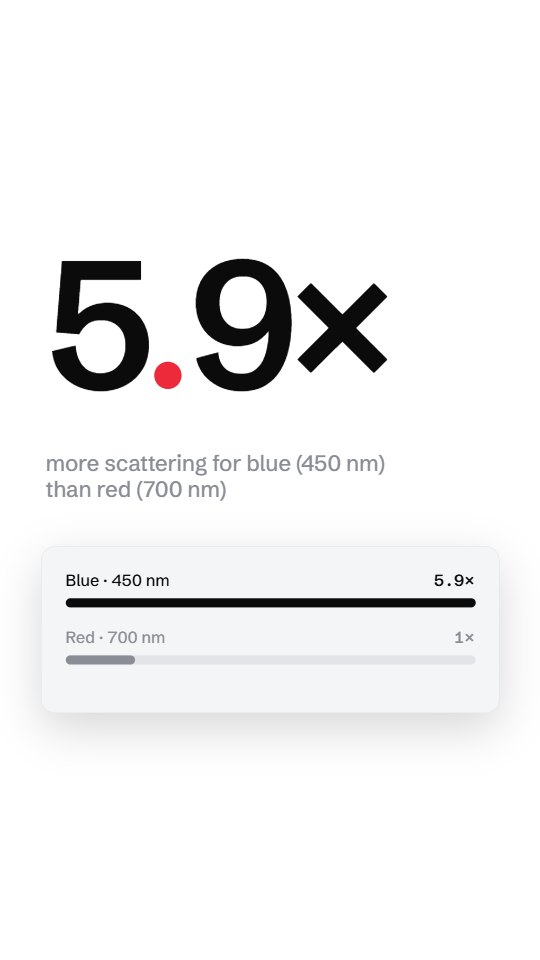 5.9×
more scattering for blue (450 nm)
than red (700 nm)
Blue · 450 nm 5.9×
Red · 700 nm 1×